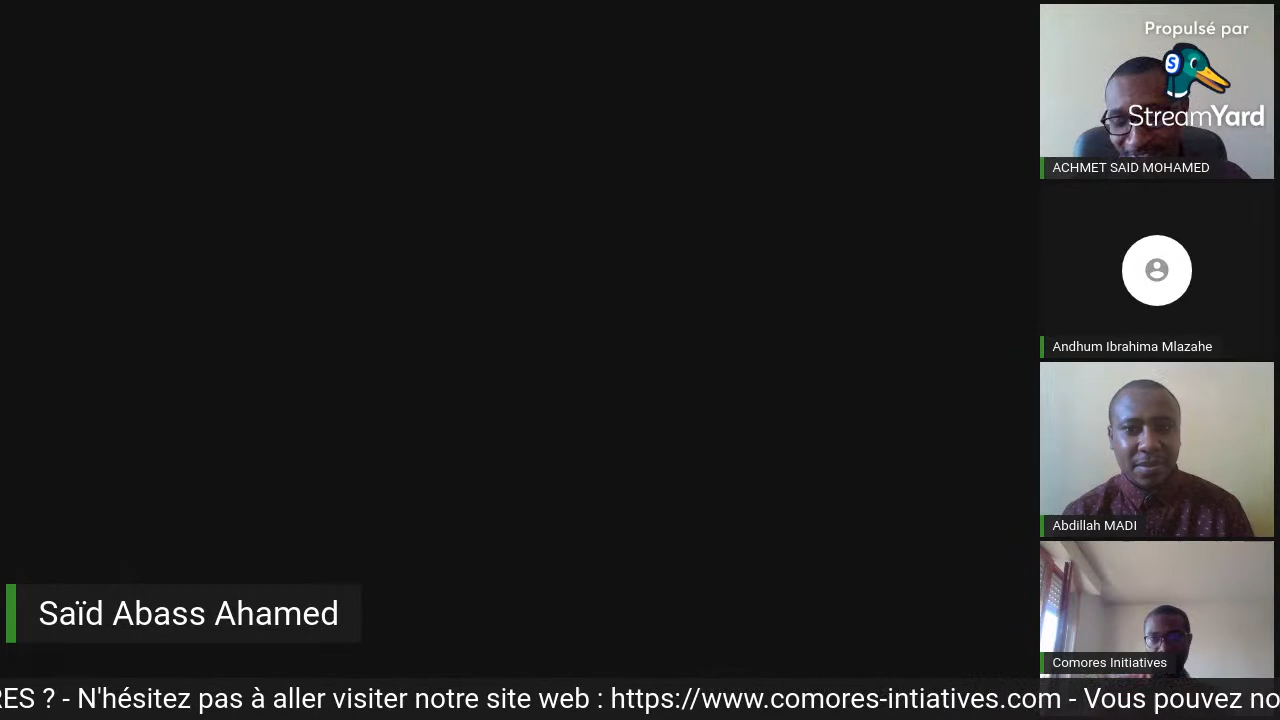 Propulsé par
StreamYard
ACHMET SAID MOHAMED
Andhum Ibrahima Mlazahe
Abdillah MADI
Saïd Abass Ahamed
Comores Initiatives
RES ? - N'hésitez pas à aller visiter notre site web : https://www.comores-intiatives.com - Vous pouvez no